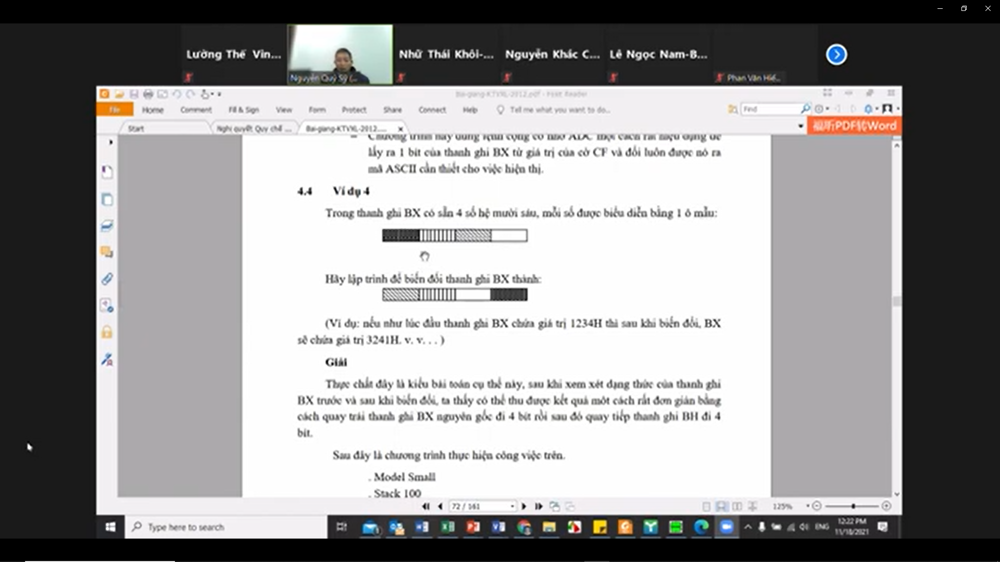 Lường Thế Vin...
Nguyễn Quý Sỹ (...
Nhữ Thái Khôi-...
Nguyễn Khắc C...
Lê Ngọc Nam-B...
Phan Văn Hiế...
Bai-giang-KTVXL-2012.pdf - Foxit Reader
File Home Comment Fill & Sign View Form Protect Share Connect Help Tell me what you want to do... Find
Start Nghi quyết Quy chế ... Bai-giang-KTVXL-2012.... 福昕PDF转Word
– Chương trình này dùng lệnh cộng có nhớ ADC một cách rất hiệu dụng để
lấy ra 1 bit của thanh ghi BX từ giá trị của cờ CF và đổi luôn được nó ra
mã ASCII cần thiết cho việc hiện thị.
4.4 Ví dụ 4
Trong thanh ghi BX có sẵn 4 số hệ mười sáu, mỗi số được biểu diễn bằng 1 ô mẫu:
Hãy lập trình để biến đổi thanh ghi BX thành:
(Ví dụ: nếu như lúc đầu thanh ghi BX chứa giá trị 1234H thì sau khi biến đổi, BX
sẽ chứa giá trị 3241H. v. v. . . )
Giải
Thực chất đây là kiểu bài toán cụ thể này, sau khi xem xét dạng thức của thanh ghi
BX trước và sau khi biến đổi, ta thấy có thể thu được kết quả một cách rất đơn giản bằng
cách quay trái thanh ghi BX nguyên gốc đi 4 bit rồi sau đó quay tiếp thanh ghi BH đi 4
bit.
Sau đây là chương trình thực hiện công việc trên.
. Model Small
. Stack 100
72 / 161 125%
Type here to search
ENG
12:22 PM
11/18/2021